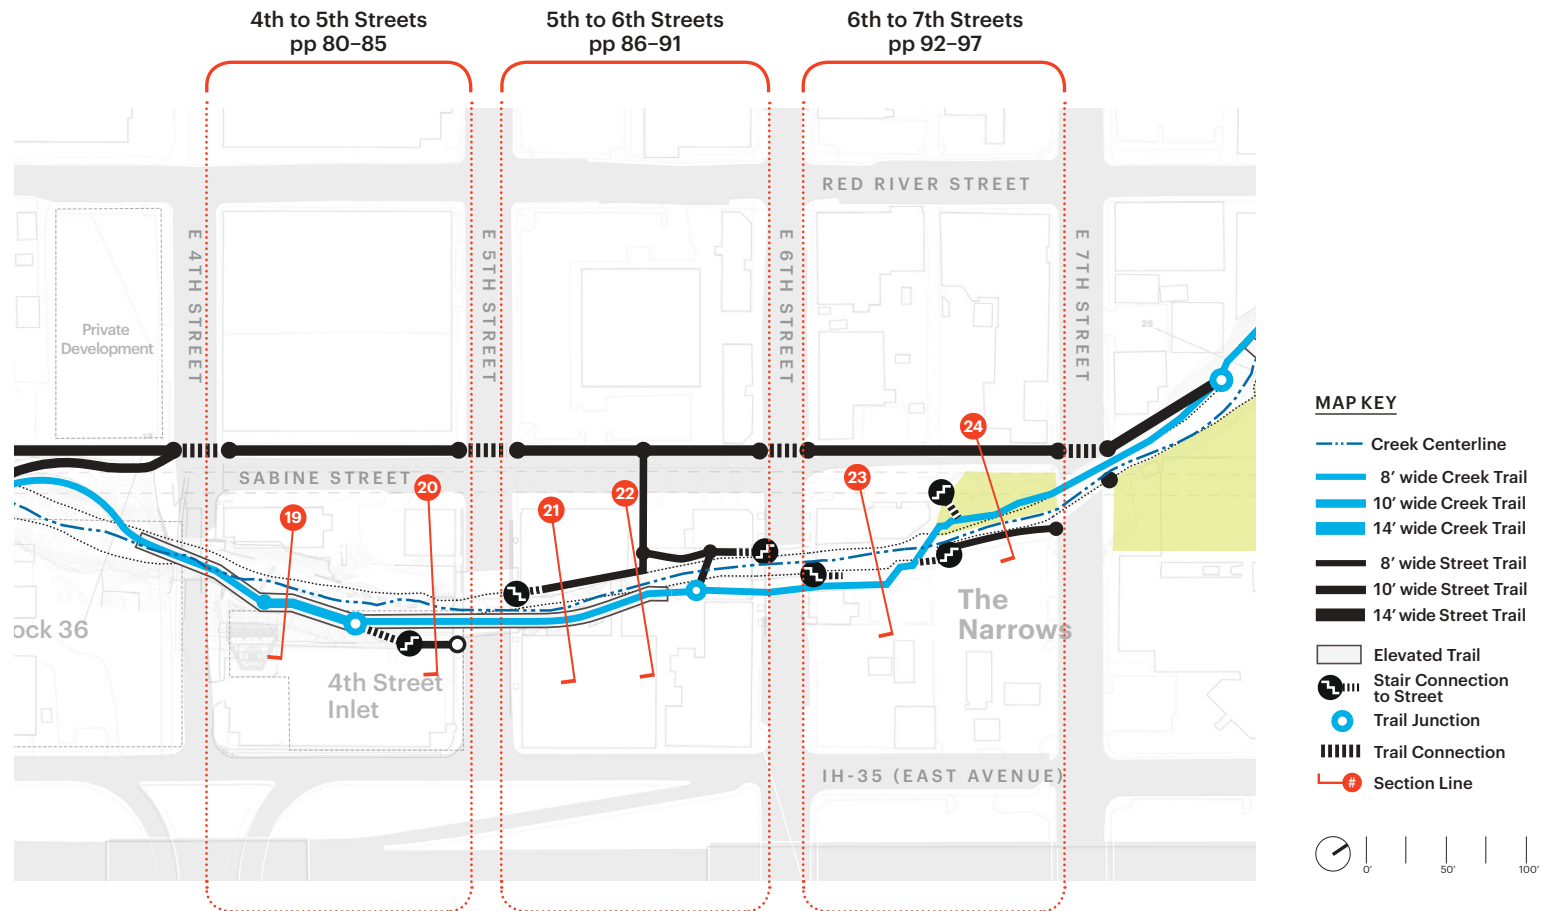 4th to 5th Streets
pp 80–85
5th to 6th Streets
pp 86–91
6th to 7th Streets
pp 92–97
RED RIVER STREET
E 4TH STREET
E 5TH STREET
E 6TH STREET
E 7TH STREET
Private
Development
25
SABINE STREET
19
20
21
22
23
24
ock 36
4th Street
Inlet
The
Narrows
IH-35 (EAST AVENUE)
MAP KEY
Creek Centerline
8’ wide Creek Trail
10’ wide Creek Trail
14’ wide Creek Trail
8’ wide Street Trail
10’ wide Street Trail
14’ wide Street Trail
Elevated Trail
Stair Connection
to Street
Trail Junction
Trail Connection
# Section Line
0’ 50’ 100’